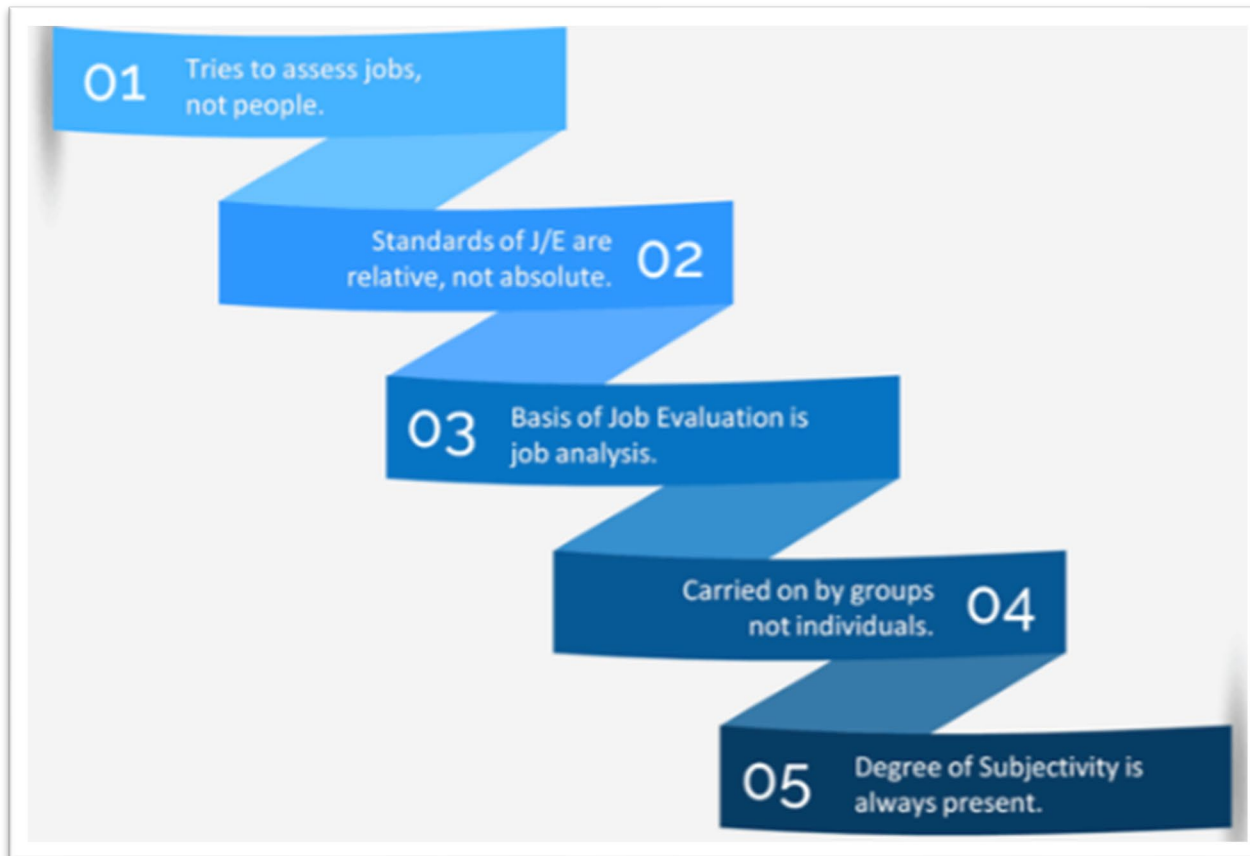 01
Tries to assess jobs,
not people.
Standards of J/E are
relative, not absolute.
02
03
Basis of Job Evaluation is
job analysis.
Carried on by groups
not individuals.
04
05
Degree of Subjectivity is
always present.